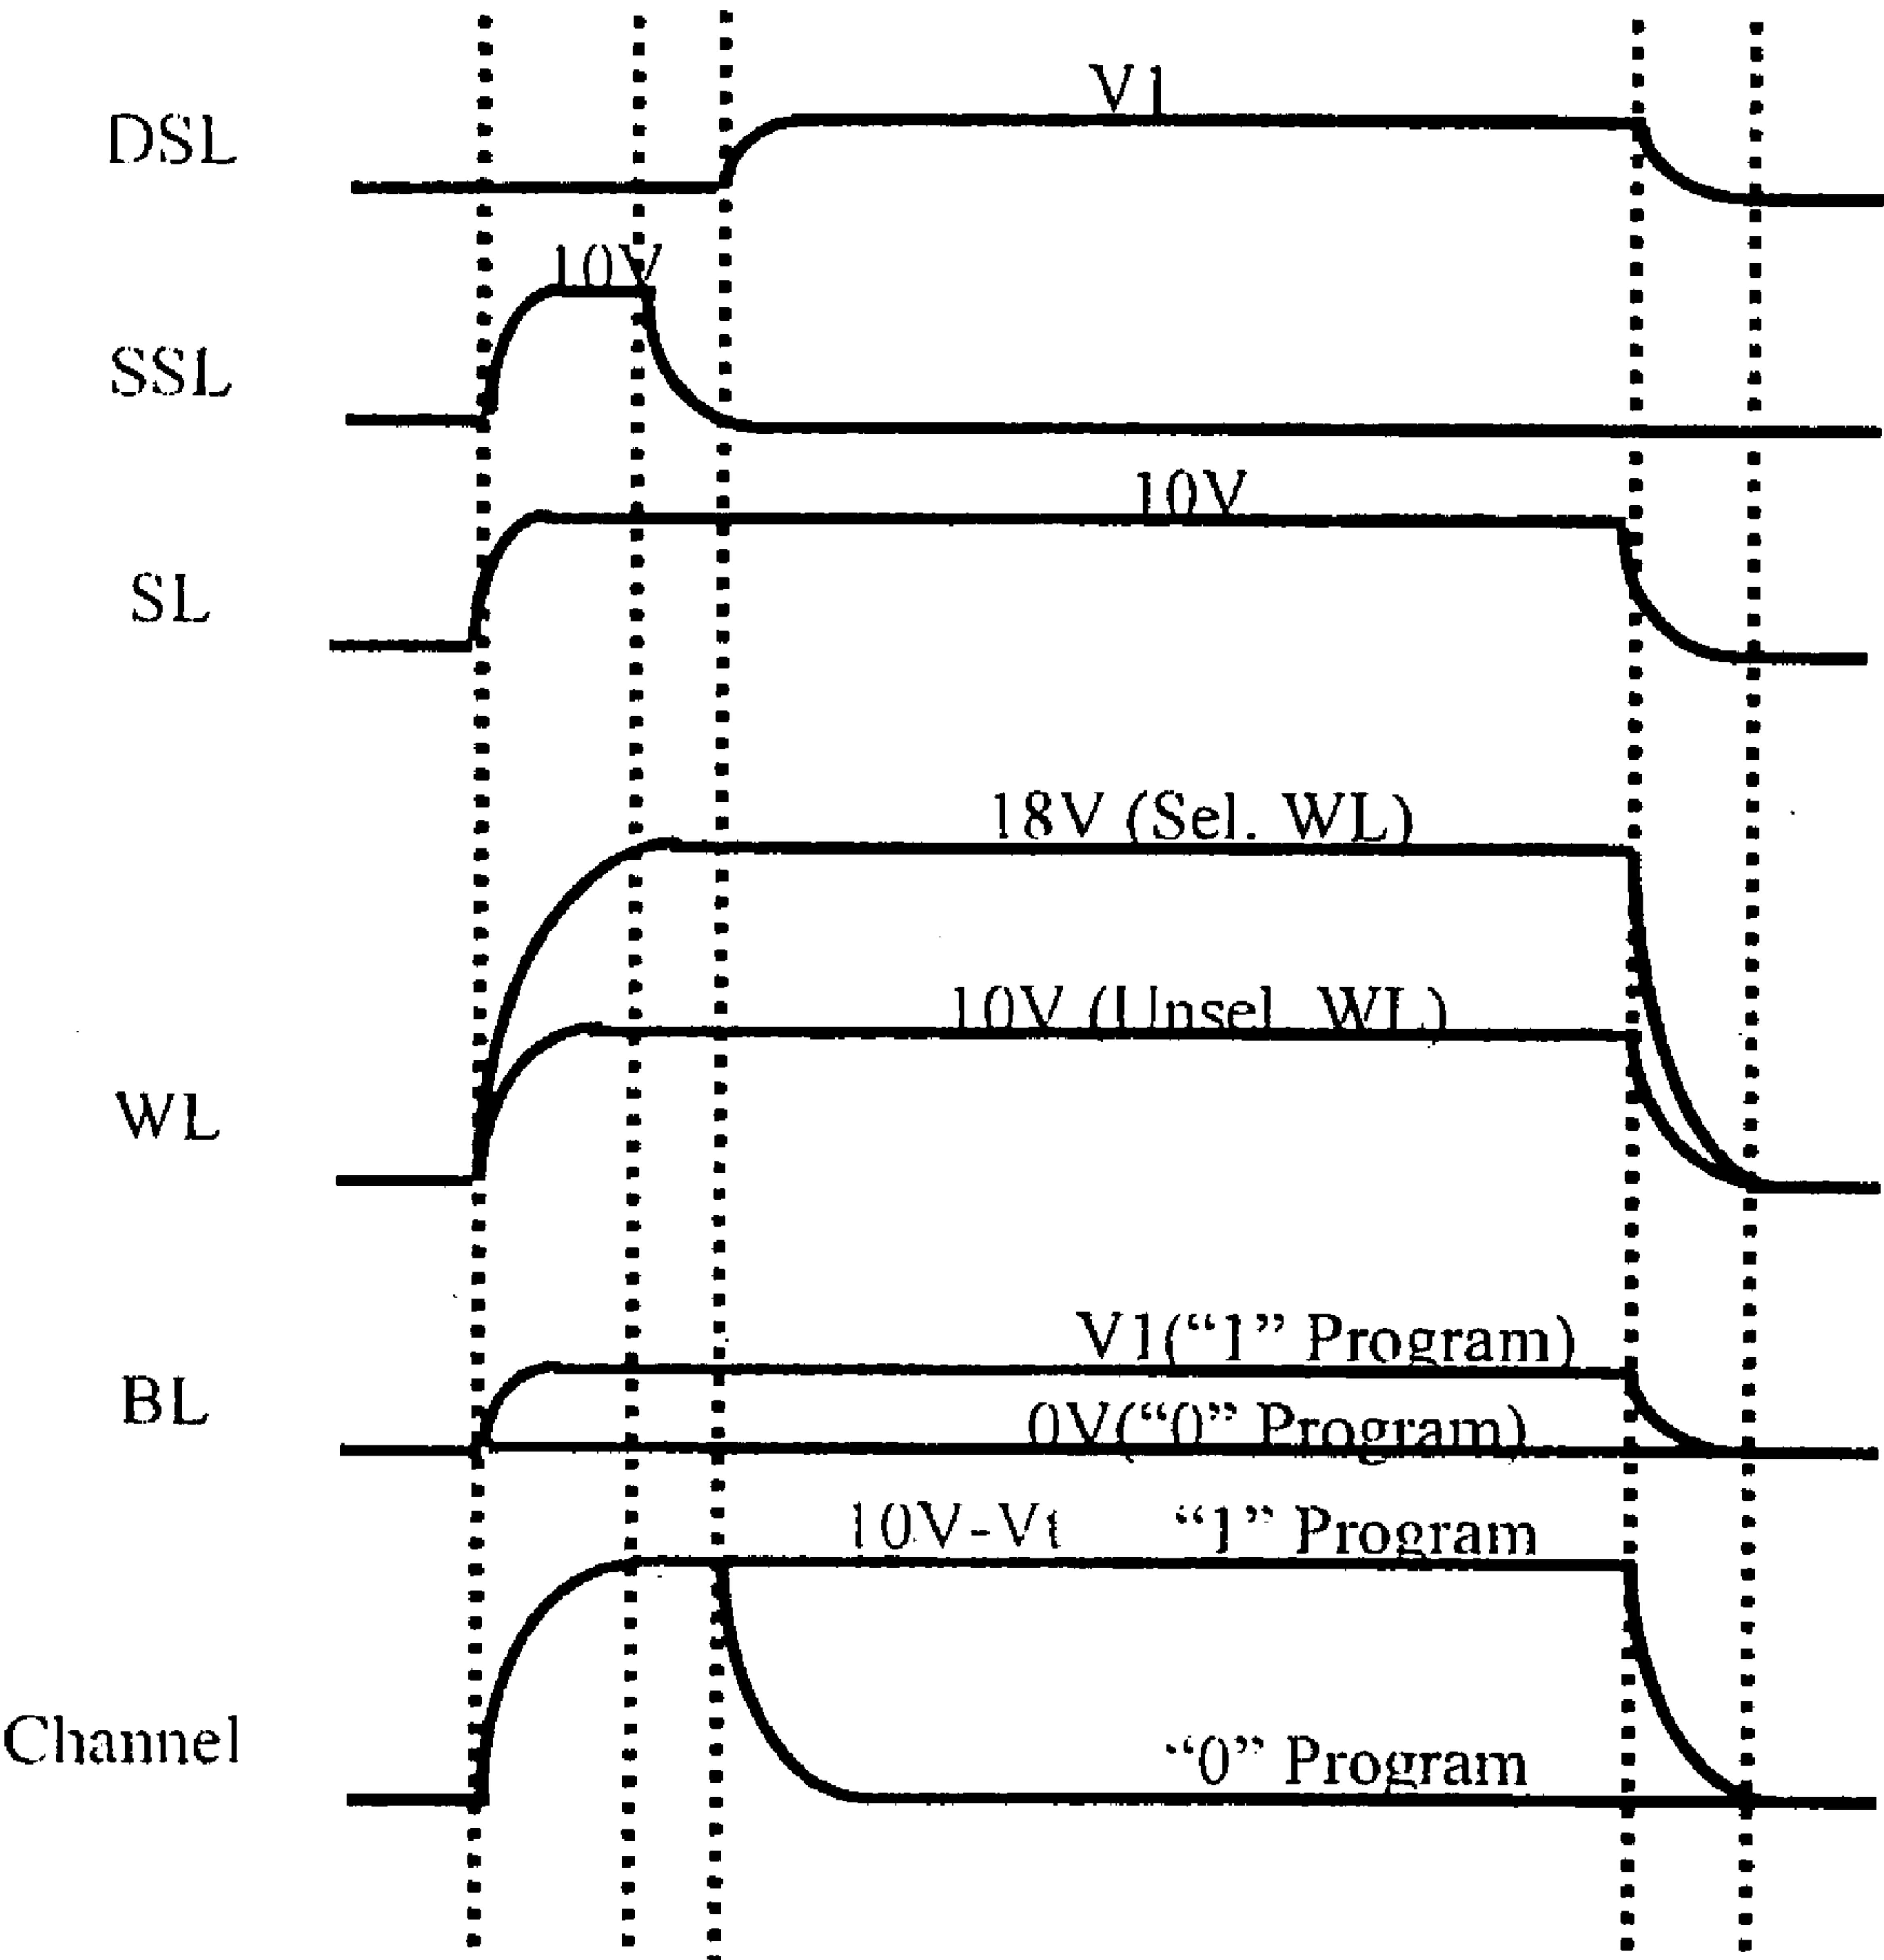 V1
DSL
10V
SSL
10V
SL
18V (Sel. WL)
10V (Unsel. WL)
WL
V1(“1” Program)
BL
0V(“0” Program)
10V-Vt “1” Program
Channel
“0” Program